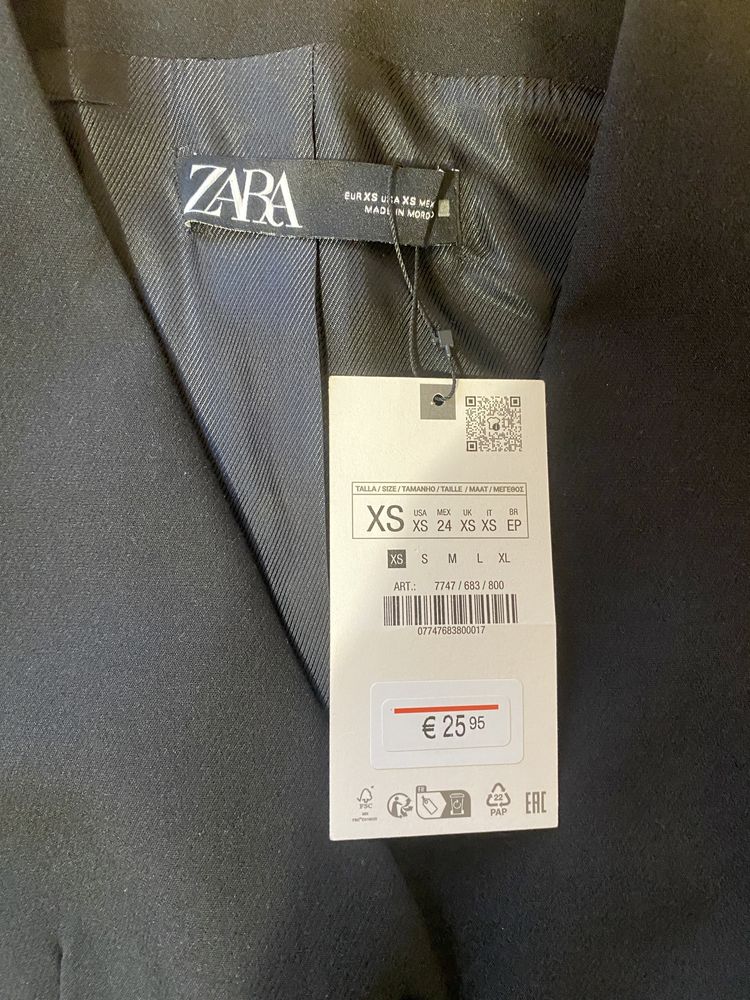 ZARA
EUR XS USA XS MEX
MADE IN
TALLA / SIZE / TAMANHO / TAILLE / MAAT / ΜΕΓΕΘΟΣ
XS USA XS MEX 24 UK XS IT XS BR EP
XS S M L XL
ART.: 7747 / 683 / 800
07747683800017
€ 25 95
FR
FSC
MIX
22
PAP
EAC